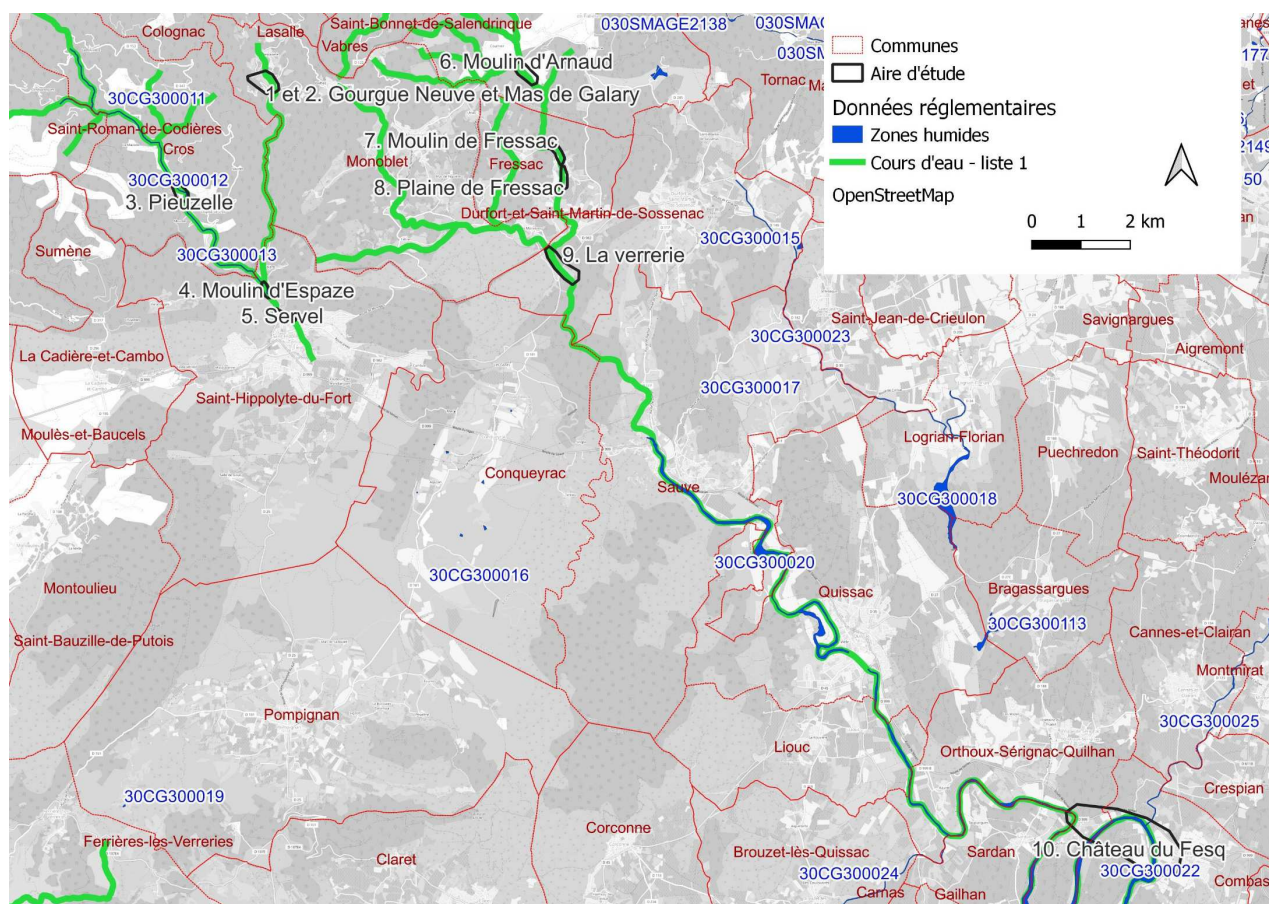 Saint-Bonnet-de-Salendrinque
030SMAGE2138
Colognac
Lasalle
Vabres
6. Moulin d'Arnaud
Tornac
30CG300011
1 et 2. Gourgue Neuve et Mas de Galary
Saint-Roman-de-Codières
Cros
7. Moulin de Fressac
Monoblet
Fressac
30CG300012
8. Plaine de Fressac
3. Pieuzelle
Durfort-et-Saint-Martin-de-Sossenac
30CG300015
Sumène
30CG300013
9. La verrerie
4. Moulin d'Espaze
5. Servel
Communes
Aire d'étude
Données réglementaires
Zones humides
Cours d'eau - liste 1
OpenStreetMap
0 1 2 km
2149
50
Saint-Jean-de-Crieulon
Savignargues
30CG300023
Aigremont
La Cadière-et-Cambo
Saint-Hippolyte-du-Fort
30CG300017
Moulès-et-Baucels
Logrian-Florian
Puechredon
Saint-Théodorit
Conqueyrac
Sauve
Moulézan
30CG300018
30CG300016
30CG300020
Montoulieu
Quissac
Bragassargues
30CG300113
Saint-Bauzille-de-Putois
Cannes-et-Clairan
Montmirat
Pompignan
30CG300025
Liouc
Orthoux-Sérignac-Quilhan
Crespian
30CG300019
Corconne
Ferrières-les-Verreries
Claret
Brouzet-lès-Quissac
Sardan
10. Château du Fesq
30CG300024
30CG300022
Carnas
Gailhan
Combas